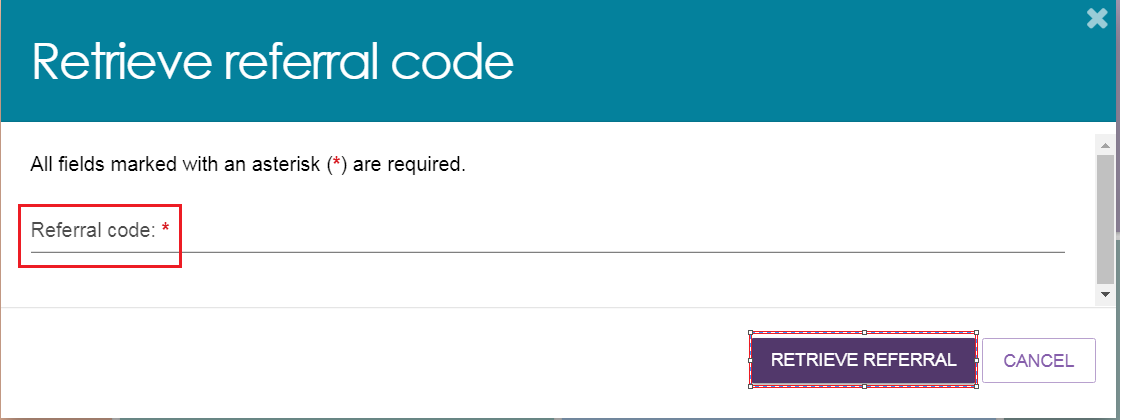 Retrieve referral code
All fields marked with an asterisk (*) are required.
Referral code: *
RETRIEVE REFERRAL
CANCEL